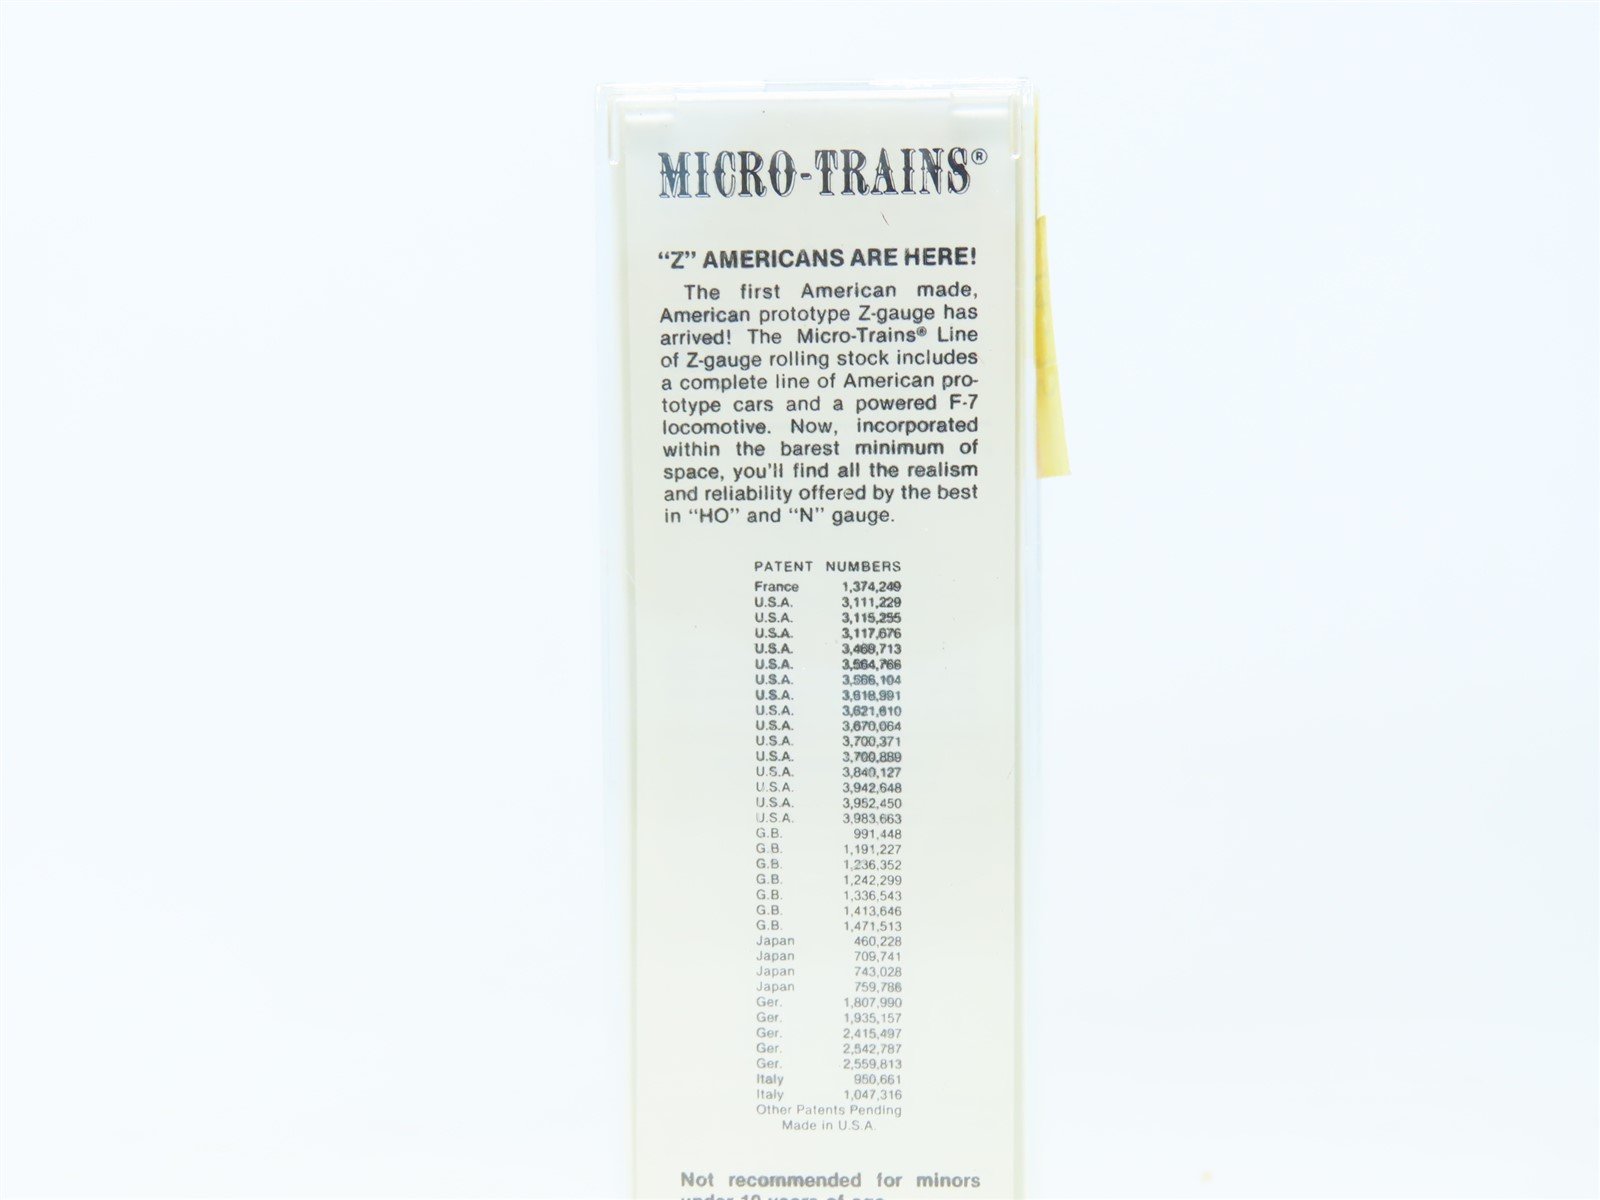 MICRO-TRAINS®
“Z” AMERICANS ARE HERE!
The first American made,
American prototype Z-gauge has
arrived! The Micro-Trains® Line
of Z-gauge rolling stock includes
a complete line of American pro-
totype cars and a powered F-7
locomotive. Now, incorporated
within the barest minimum of
space, you'll find all the realism
and reliability offered by the best
in “HO” and “N” gauge.
PATENT NUMBERS
France 1,374,249
U.S.A. 3,111,229
U.S.A. 3,115,255
U.S.A. 3,117,676
U.S.A. 3,469,713
U.S.A. 3,564,766
U.S.A. 3,566,104
U.S.A. 3,618,991
U.S.A. 3,621,610
U.S.A. 3,670,064
U.S.A. 3,700,371
U.S.A. 3,700,889
U.S.A. 3,840,127
U.S.A. 3,942,648
U.S.A. 3,952,450
U.S.A. 3,983.663
G.B. 991,448
G.B. 1,191,227
G.B. 1,236,352
G.B. 1,242,299
G.B. 1,336,543
G.B. 1,413,646
G.B. 1,471,513
Japan 460,228
Japan 709,741
Japan 743,028
Japan 759,786
Ger. 1,807,990
Ger. 1,935,157
Ger. 2,415,497
Ger. 2,542,787
Ger. 2,559,813
Italy 950,661
Italy 1,047,316
Other Patents Pending
Made in U.S.A.
Not recommended for minors
under 10 years of age